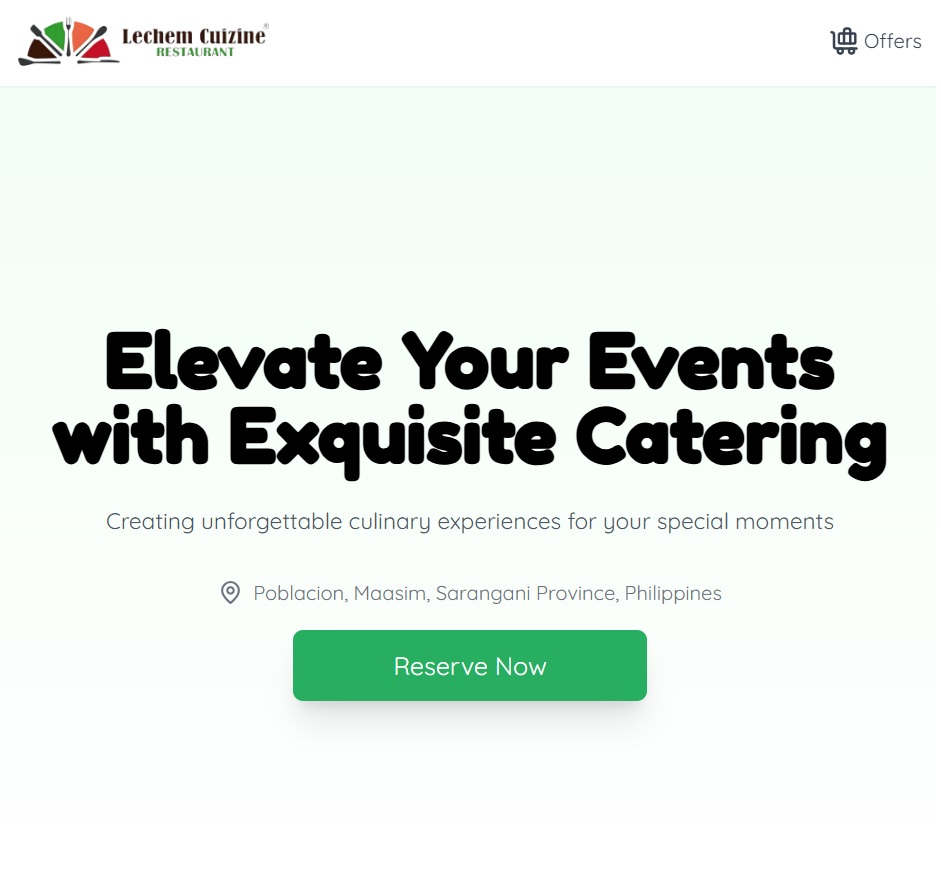 Lechem Cuizine®
RESTAURANT
Offers
Elevate Your Events
with Exquisite Catering
Creating unforgettable culinary experiences for your special moments
Poblacion, Maasim, Sarangani Province, Philippines
Reserve Now